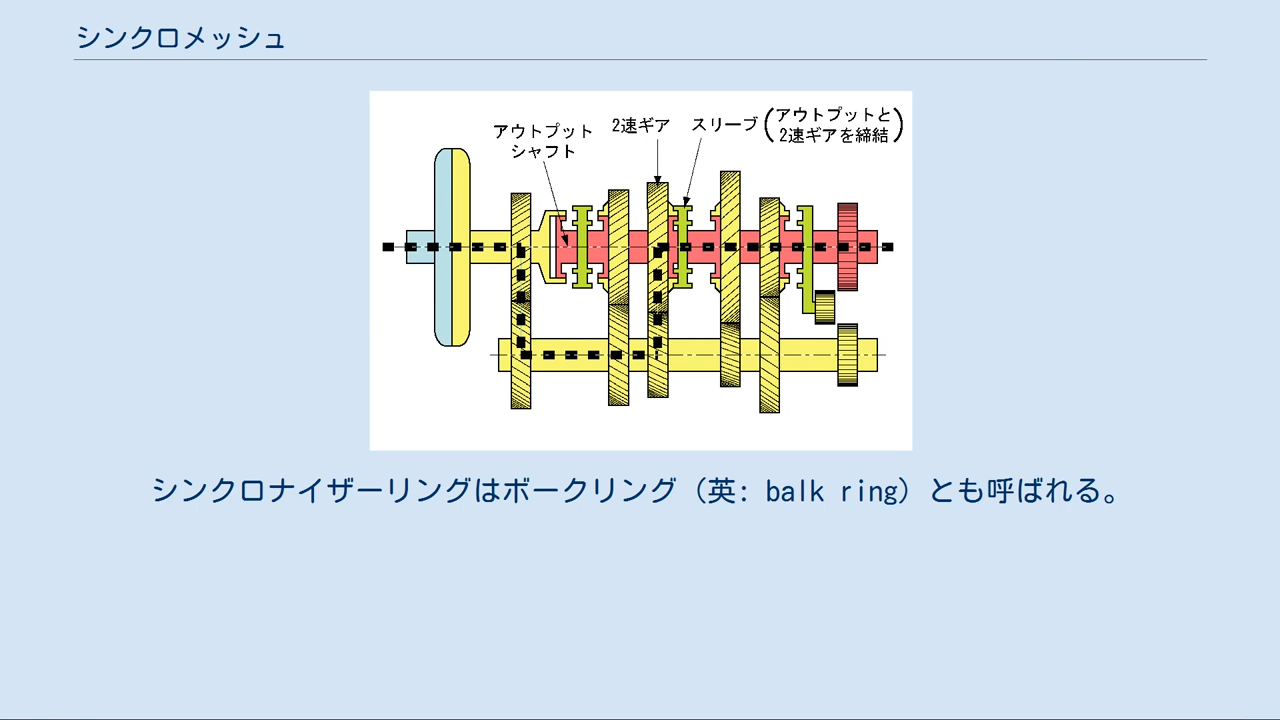 シンクロメッシュ
アウトプット
シャフト
2速ギア
スリーブ(アウトプットと
2速ギアを締結)
シンクロナイザーリングはボークリング（英: balk ring）とも呼ばれる。